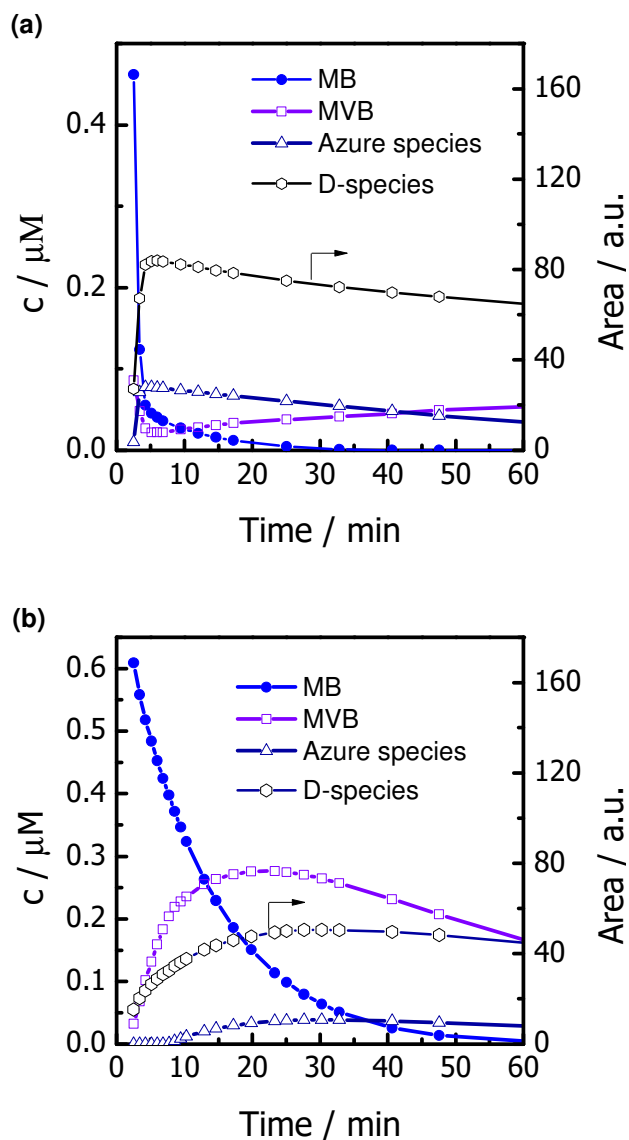 (a)
MB
MVB
Azure species
D-species
0.4
0.2
0.0
c / μM
160
120
80
40
0
Area / a.u.
0 10 20 30 40 50 60
Time / min
(b)
MB
MVB
Azure species
D-species
0.6
0.5
0.4
0.3
0.2
0.1
0.0
c / μM
160
120
80
40
0
Area / a.u.
0 10 20 30 40 50 60
Time / min